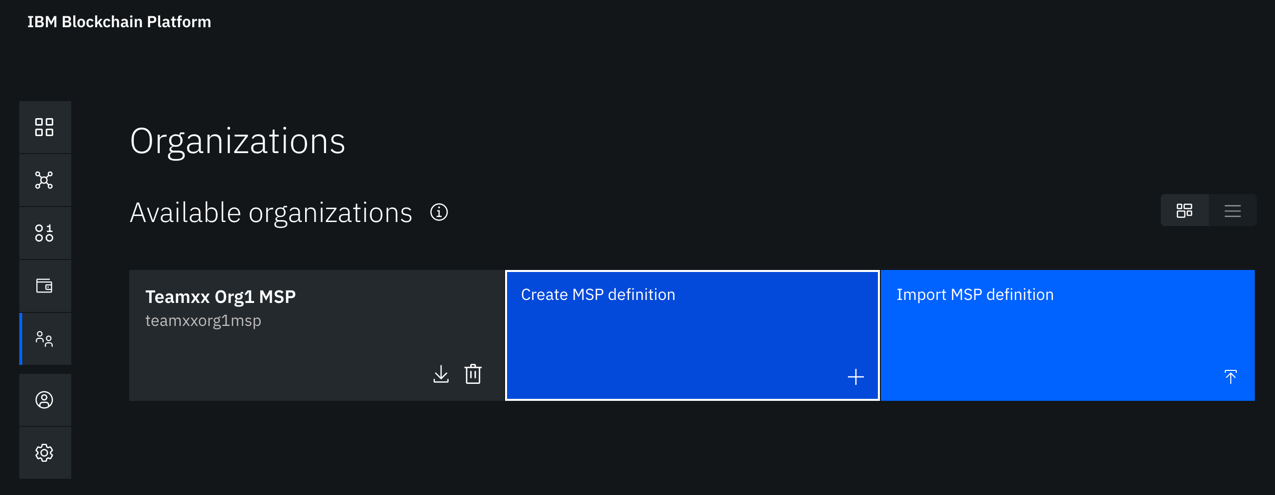 IBM Blockchain Platform
Organizations
Available organizations
Teamxx Org1 MSP
teamxxorg1msp
Create MSP definition
Import MSP definition